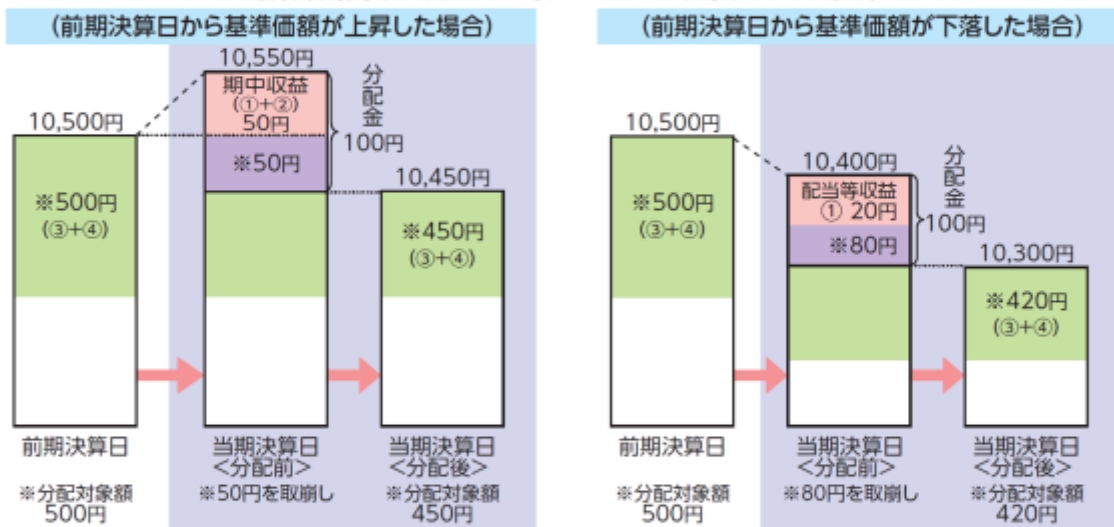 (前期決算日から基準価額が上昇した場合)
10,550円
期中収益
(①+②)
50円
分配金
100円
10,500円
※50円
10,450円
※500円
(③+④)
※450円
(③+④)
前期決算日
当期決算日
<分配前>
当期決算日
<分配後>
※分配対象額
500円
※50円を取崩し
※分配対象額
450円
(前期決算日から基準価額が下落した場合)
10,500円
10,400円
配当等収益
① 20円
分配金
100円
※80円
10,300円
※500円
(③+④)
※420円
(③+④)
前期決算日
当期決算日
<分配前>
当期決算日
<分配後>
※分配対象額
500円
※80円を取崩し
※分配対象額
420円